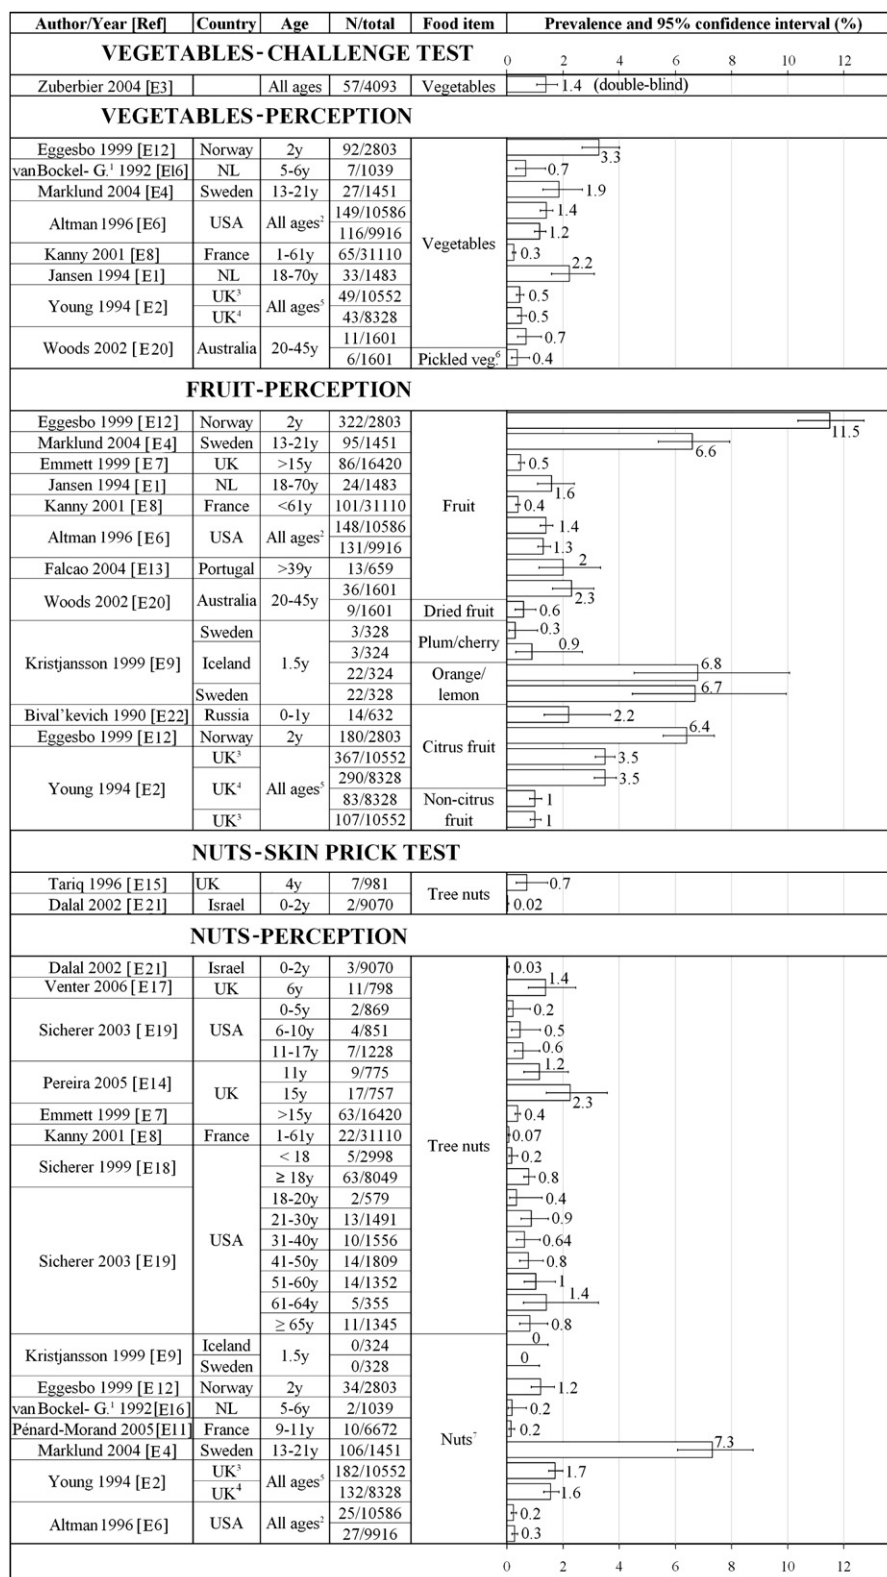 Author/Year [Ref] Country Age N/total Food item Prevalence and 95% confidence interval (%)
VEGETABLES-CHALLENGE TEST 0 2 4 6 8 10 12
Zuberbier 2004 [E3] All ages 57/4093 Vegetables 1.4 (double-blind)
VEGETABLES-PERCEPTION
Eggesbo 1999 [E12] Norway 2y 92/2803 3.3
van Bockel- G.¹ 1992 [E16] NL 5-6y 7/1039 0.7
Marklund 2004 [E4] Sweden 13-21y 27/1451 1.9
149/10586 1.4
Altman 1996 [E6] USA All ages²
116/9916 1.2
Vegetables
Kanny 2001 [E8] France 1-61y 65/31110 0.3
Jansen 1994 [E1] NL 18-70y 33/1483 2.2
UK³ 49/10552 0.5
Young 1994 [E2] All ages⁵
UK⁴ 43/8328 0.5
11/1601 0.7
Woods 2002 [E20] Australia 20-45y
6/1601 Pickled veg.⁶ 0.4
FRUIT-PERCEPTION
Eggesbo 1999 [E12] Norway 2y 322/2803 11.5
Marklund 2004 [E4] Sweden 13-21y 95/1451 6.6
Emmett 1999 [E7] UK >15y 86/16420 0.5
Jansen 1994 [E1] NL 18-70y 24/1483 1.6
Kanny 2001 [E8] France <61y 101/31110 Fruit 0.4
148/10586 1.4
Altman 1996 [E6] USA All ages²
131/9916 1.3
Falcao 2004 [E13] Portugal >39y 13/659 2
36/1601 2.3
Woods 2002 [E20] Australia 20-45y
9/1601 Dried fruit 0.6
Sweden 3/328 0.3
Plum/cherry
3/324 0.9
Kristjansson 1999 [E9] Iceland 1.5y
22/324 Orange/ 6.8
Sweden 22/328 lemon 6.7
Bival'kevich 1990 [E22] Russia 0-1y 14/632 2.2
Eggesbo 1999 [E12] Norway 2y 180/2803 6.4
Citrus fruit
UK³ 367/10552 3.5
290/8328 3.5
Young 1994 [E2] UK⁴ All ages⁵
83/8328 Non-citrus 1
UK³ 107/10552 fruit 1
NUTS-SKIN PRICK TEST
Tariq 1996 [E15] UK 4y 7/981 0.7
Tree nuts
Dalal 2002 [E21] Israel 0-2y 2/9070 0.02
NUTS-PERCEPTION
Dalal 2002 [E21] Israel 0-2y 3/9070 0.03
Venter 2006 [E17] UK 6y 11/798 1.4
0-5y 2/869 0.2
Sicherer 2003 [E19] USA 6-10y 4/851 0.5
11-17y 7/1228 0.6
11y 9/775 1.2
Pereira 2005 [E14]
UK 15y 17/757 2.3
Emmett 1999 [E7] >15y 63/16420 0.4
Kanny 2001 [E8] France 1-61y 22/31110 0.07
Tree nuts
< 18 5/2998 0.2
Sicherer 1999 [E18]
≥ 18y 63/8049 0.8
18-20y 2/579 0.4
21-30y 13/1491 0.9
USA 31-40y 10/1556 0.64
Sicherer 2003 [E19] 41-50y 14/1809 0.8
51-60y 14/1352 1
61-64y 5/355 1.4
≥ 65y 11/1345 0.8
Iceland 0/324 0
Kristjansson 1999 [E9] 1.5y
Sweden 0/328 0
Eggesbo 1999 [E12] Norway 2y 34/2803 1.2
van Bockel- G.¹ 1992 [E16] NL 5-6y 2/1039 0.2
Pénard-Morand 2005 [E11] France 9-11y 10/6672 0.2
Nuts⁷
Marklund 2004 [E4] Sweden 13-21y 106/1451 7.3
UK³ 182/10552 1.7
Young 1994 [E2] All ages⁵
UK⁴ 132/8328 1.6
25/10586 0.2
Altman 1996 [E6] USA All ages²
27/9916 0.3
0 2 4 6 8 10 12